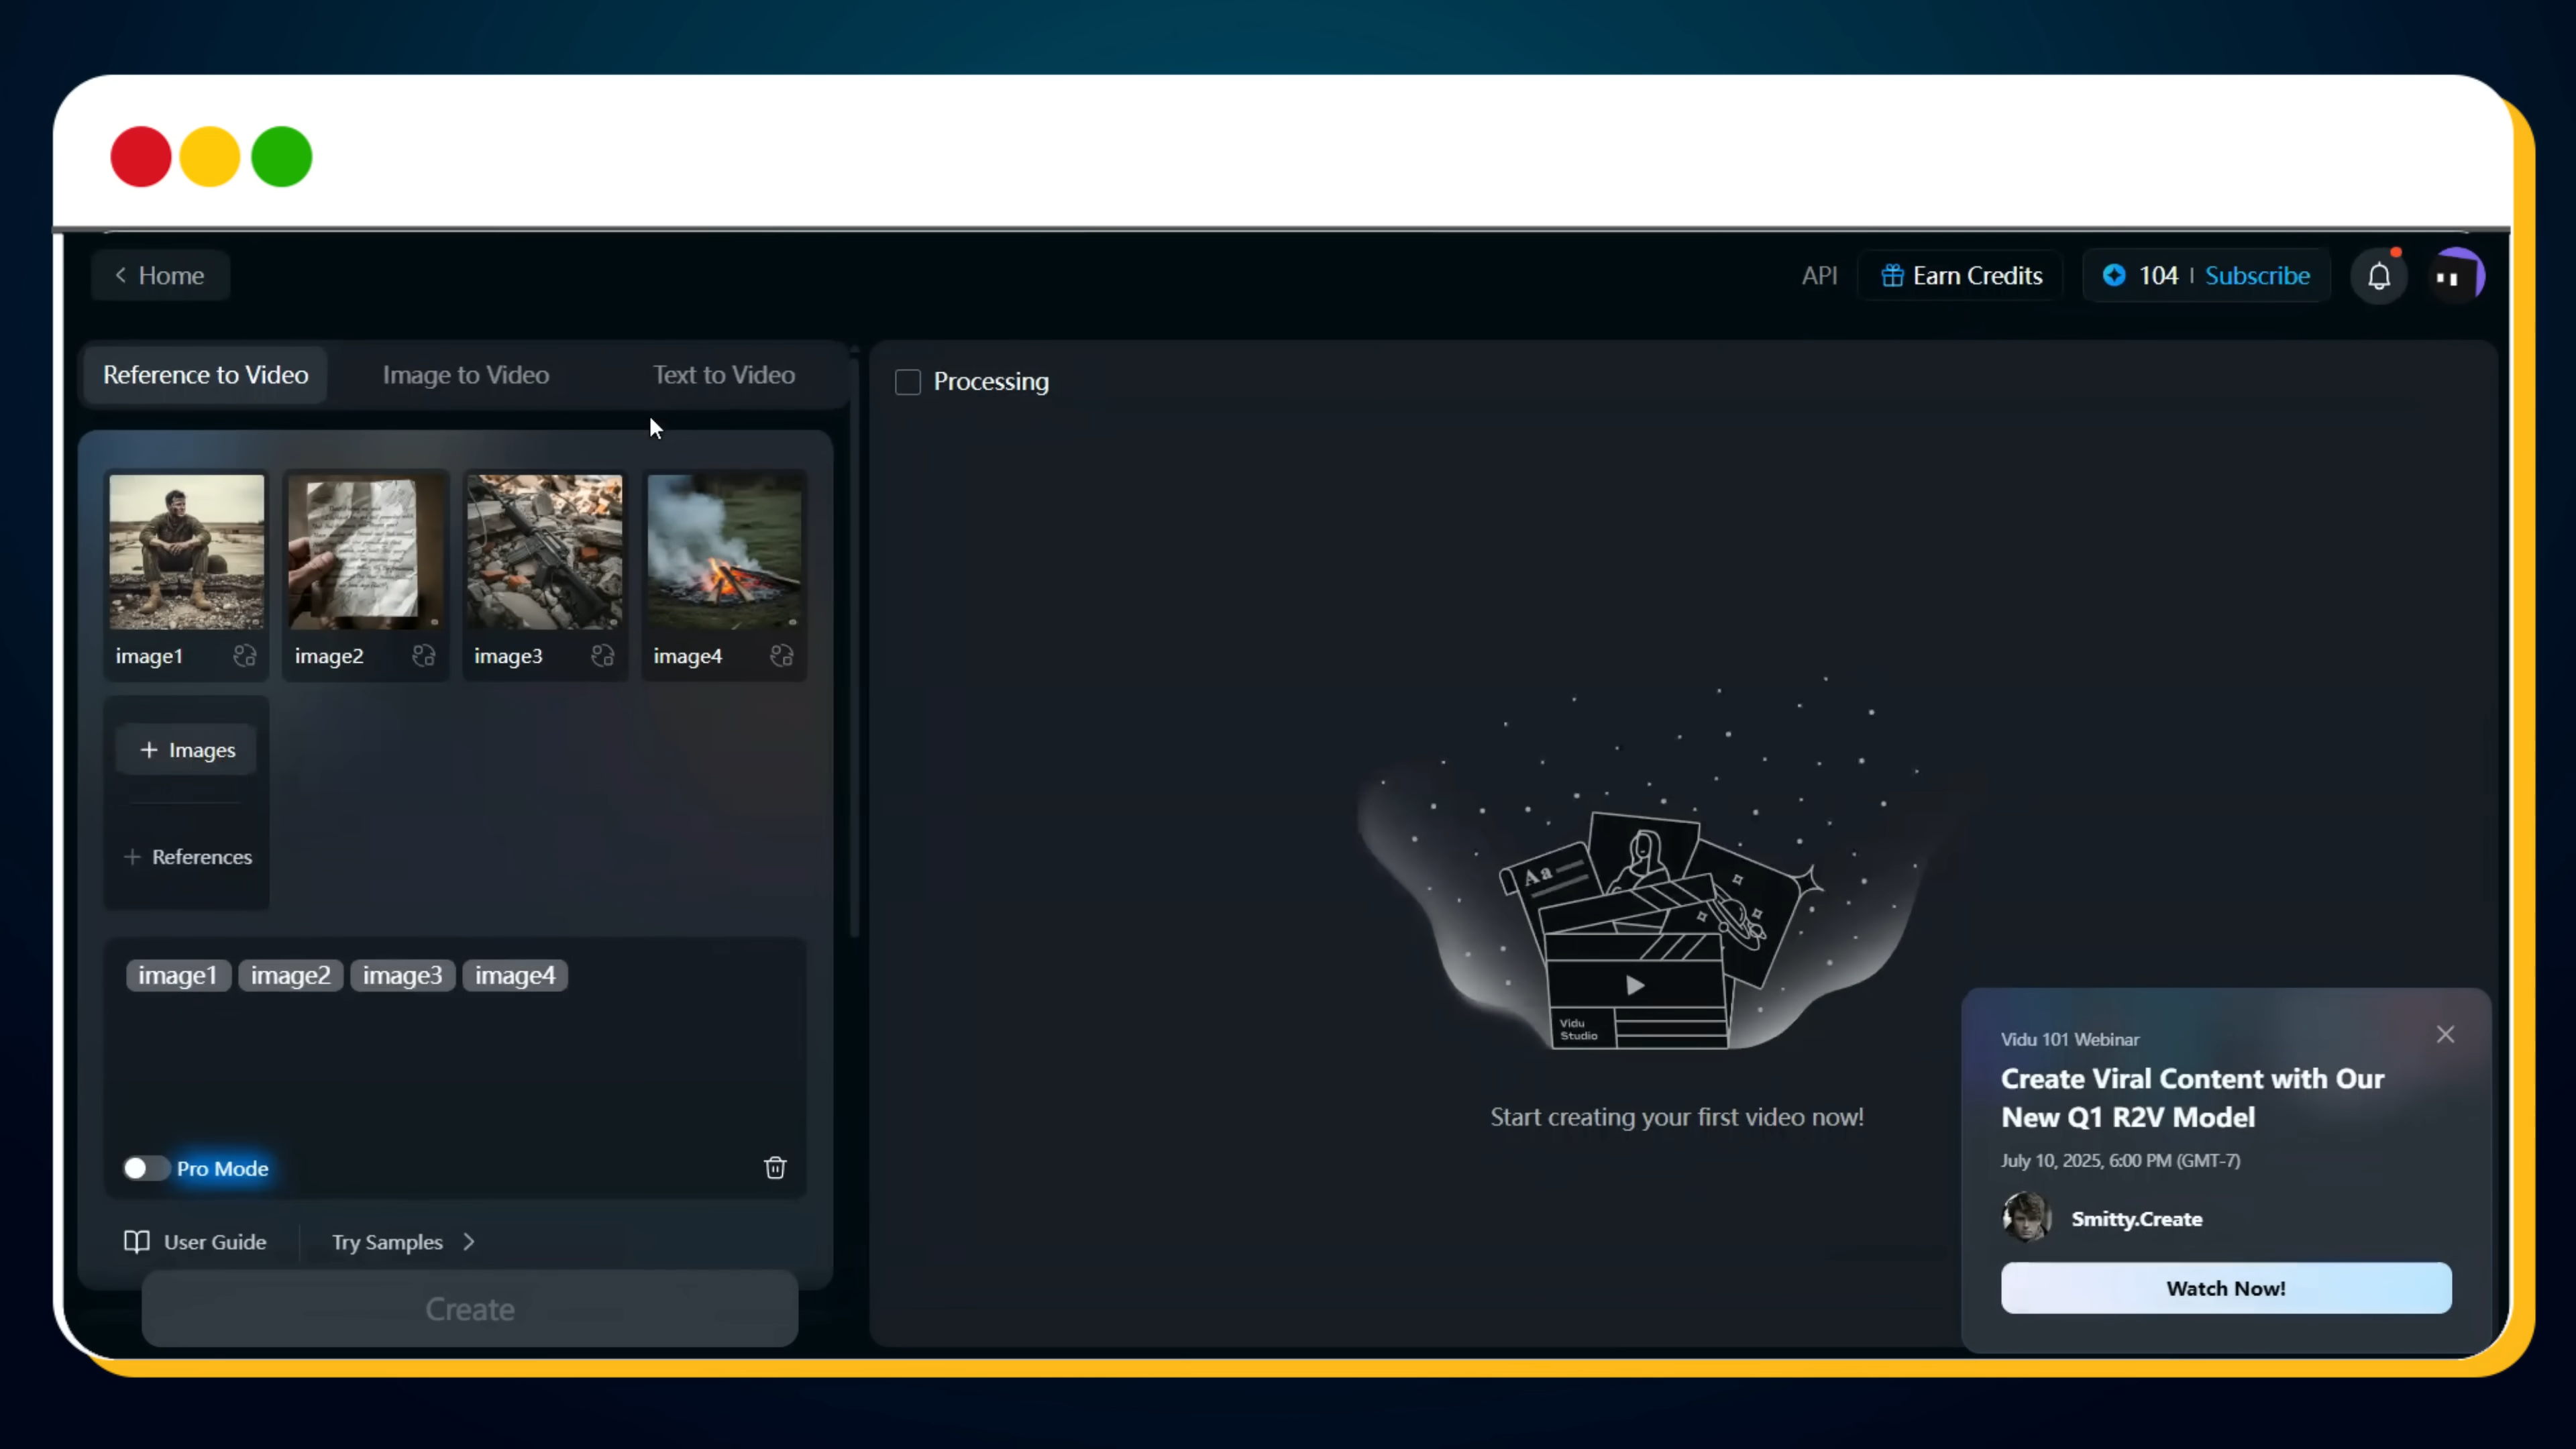 Home
API
Earn Credits
104 | Subscribe
Reference to Video
Image to Video
Text to Video
Processing
image1
image2
image3
image4
+ Images
+ References
image1 image2 image3 image4
Pro Mode
User Guide
Try Samples
Create
Aa
Vidu
Studio
Start creating your first video now!
Vidu 101 Webinar
Create Viral Content with Our
New Q1 R2V Model
July 10, 2025, 6:00 PM (GMT-7)
Smitty.Create
Watch Now!